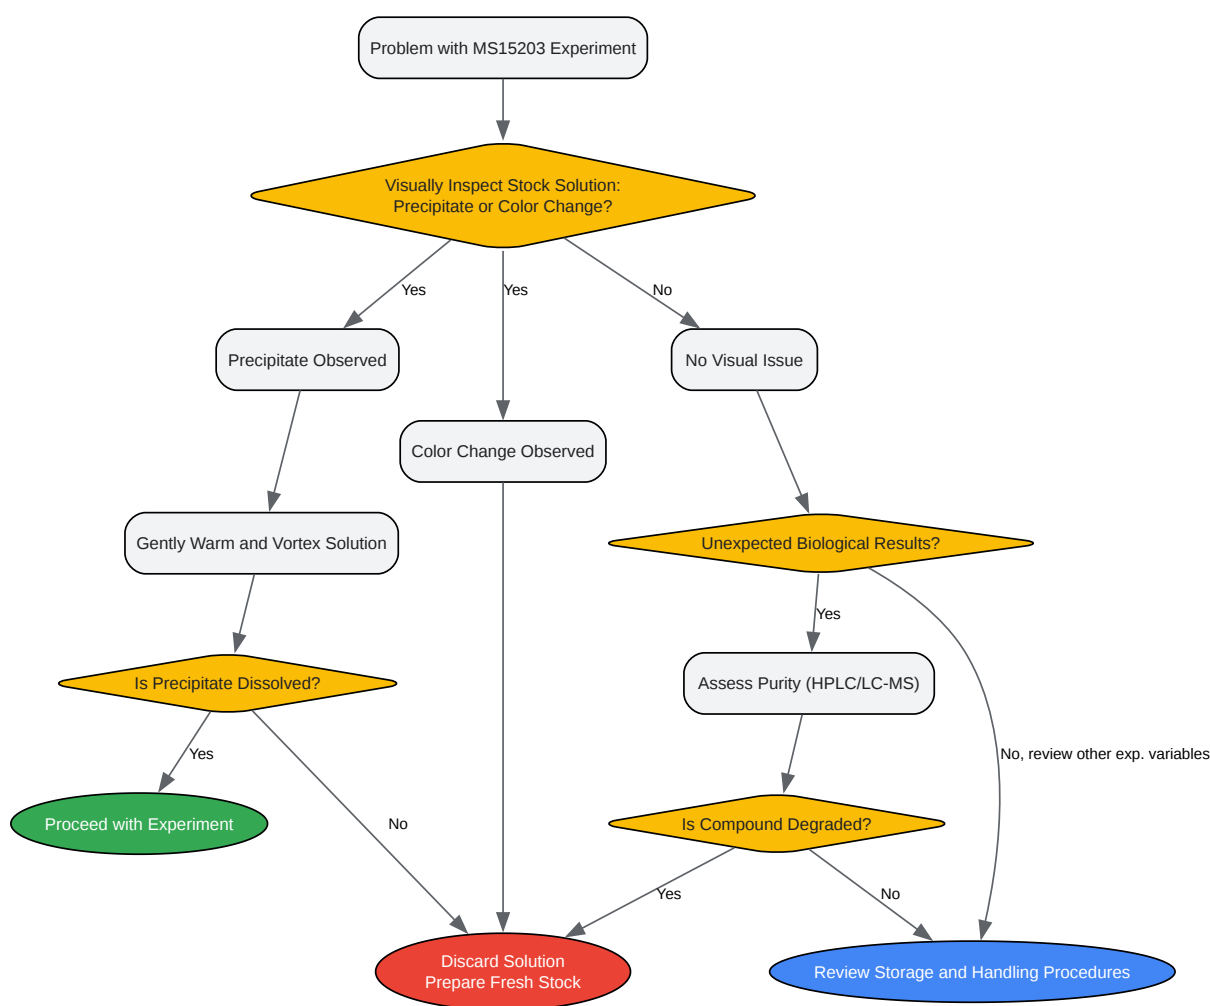 Problem with MS15203 Experiment
Visually Inspect Stock Solution:
Precipitate or Color Change?
Yes
Yes
No
Precipitate Observed
No Visual Issue
Color Change Observed
Gently Warm and Vortex Solution
Unexpected Biological Results?
Yes
Is Precipitate Dissolved?
Assess Purity (HPLC/LC-MS)
Yes
No, review other exp. variables
Proceed with Experiment
No
Is Compound Degraded?
Yes
No
Discard Solution
Prepare Fresh Stock
Review Storage and Handling Procedures